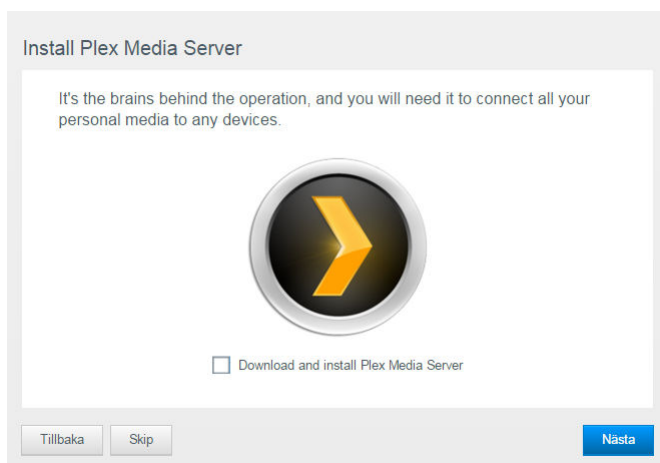 Install Plex Media Server
It's the brains behind the operation, and you will need it to connect all your
personal media to any devices.
Download and install Plex Media Server
Tillbaka
Skip
Nästa